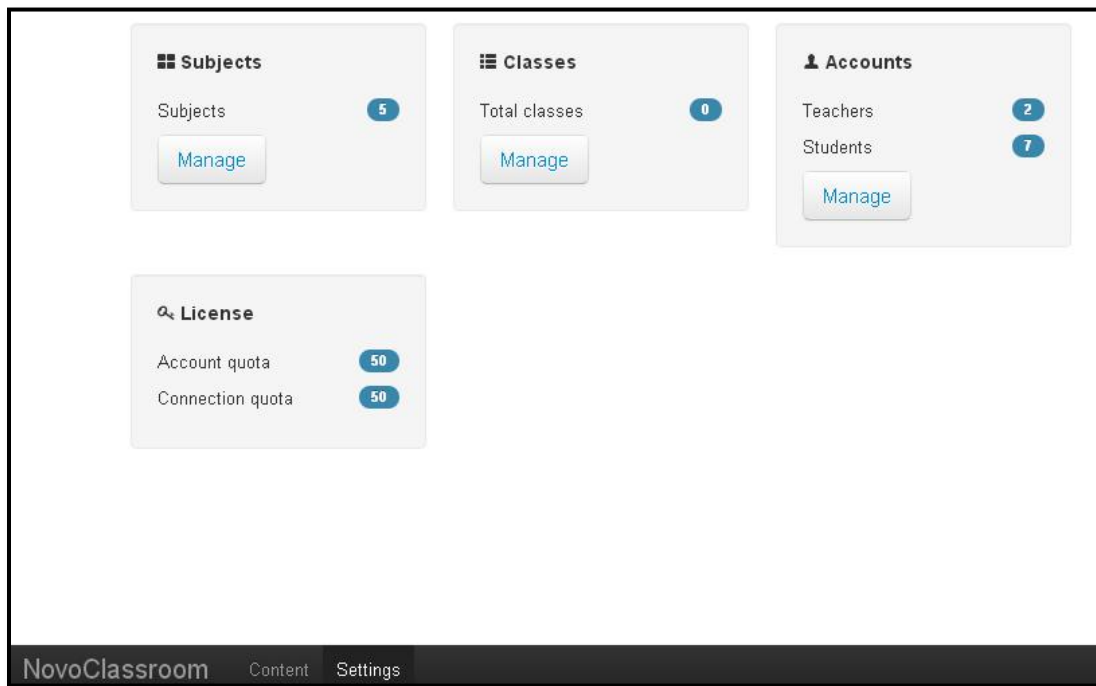 Subjects
Subjects 5
Manage
Classes
Total classes 0
Manage
Accounts
Teachers 2
Students 7
Manage
License
Account quota 50
Connection quota 50
NovoClassroom Content Settings